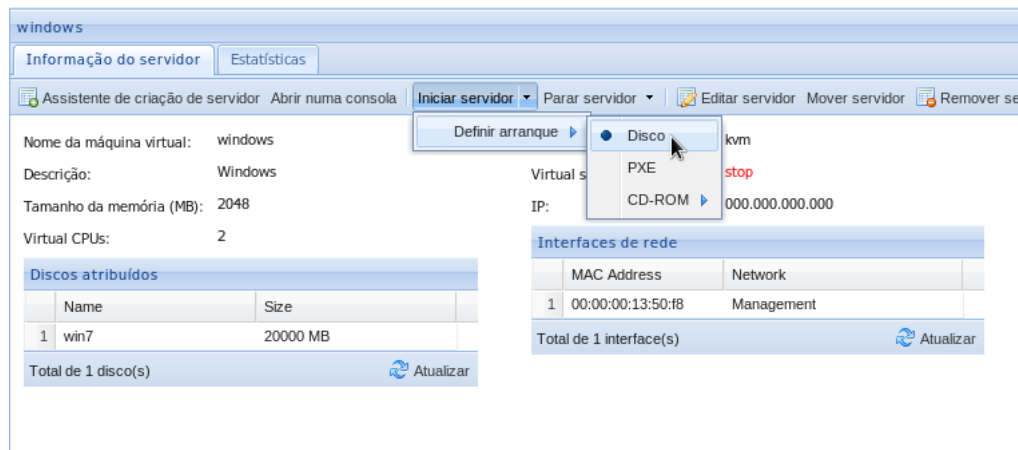 windows
Informação do servidor Estatísticas
Assistente de criação de servidor Abrir numa consola Iniciar servidor Parar servidor Editar servidor Mover servidor Remover se
Definir arranque
Disco
PXE
CD-ROM
Nome da máquina virtual: windows
kvm
Descrição: Windows
Virtual s
stop
Tamanho da memória (MB): 2048
IP: 000.000.000.000
Virtual CPUs: 2
Discos atribuídos
Name Size
1 win7 20000 MB
Total de 1 disco(s) Atualizar
Interfaces de rede
MAC Address Network
1 00:00:00:13:50:f8 Management
Total de 1 interface(s) Atualizar